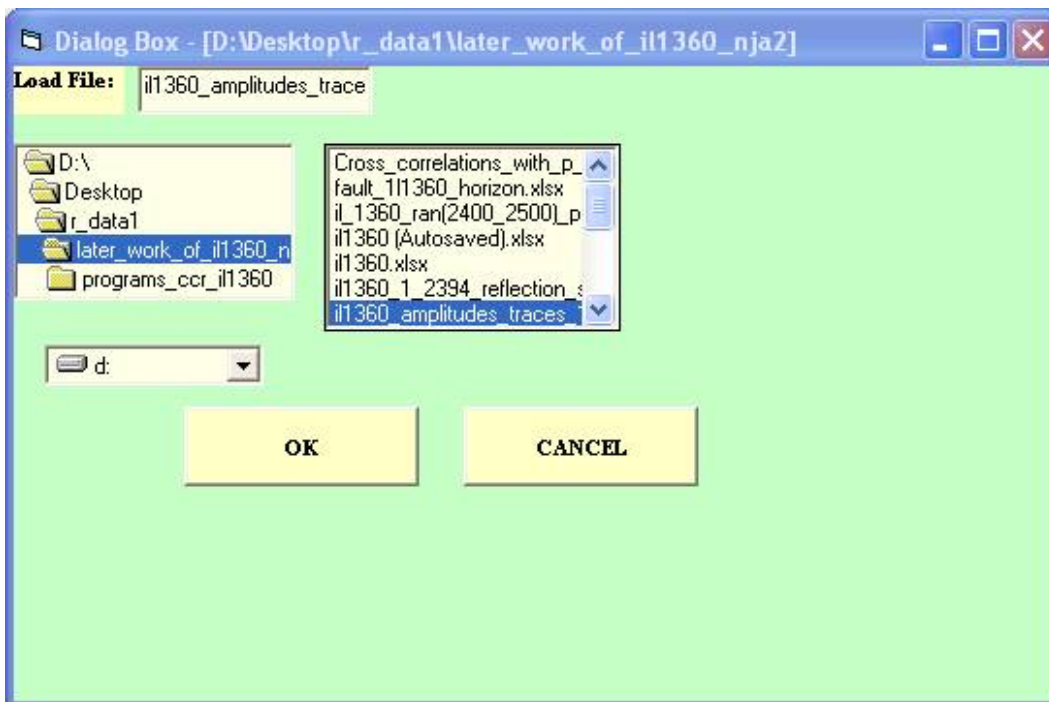 Dialog Box - [D:\Desktop\r_data1\later_work_of_il1360_nja2]
Load File:
il1360_amplitudes_trace
D:\
Desktop
r_data1
later_work_of_il1360_n
programs_ccr_il1360
Cross_correlations_with_p_
fault_1l1360_horizon.xlsx
il_1360_ran(2400_2500)_p
il1360 (Autosaved).xlsx
il1360.xlsx
il1360_1_2394_reflection_s
il1360_amplitudes_traces_
d:
OK
CANCEL